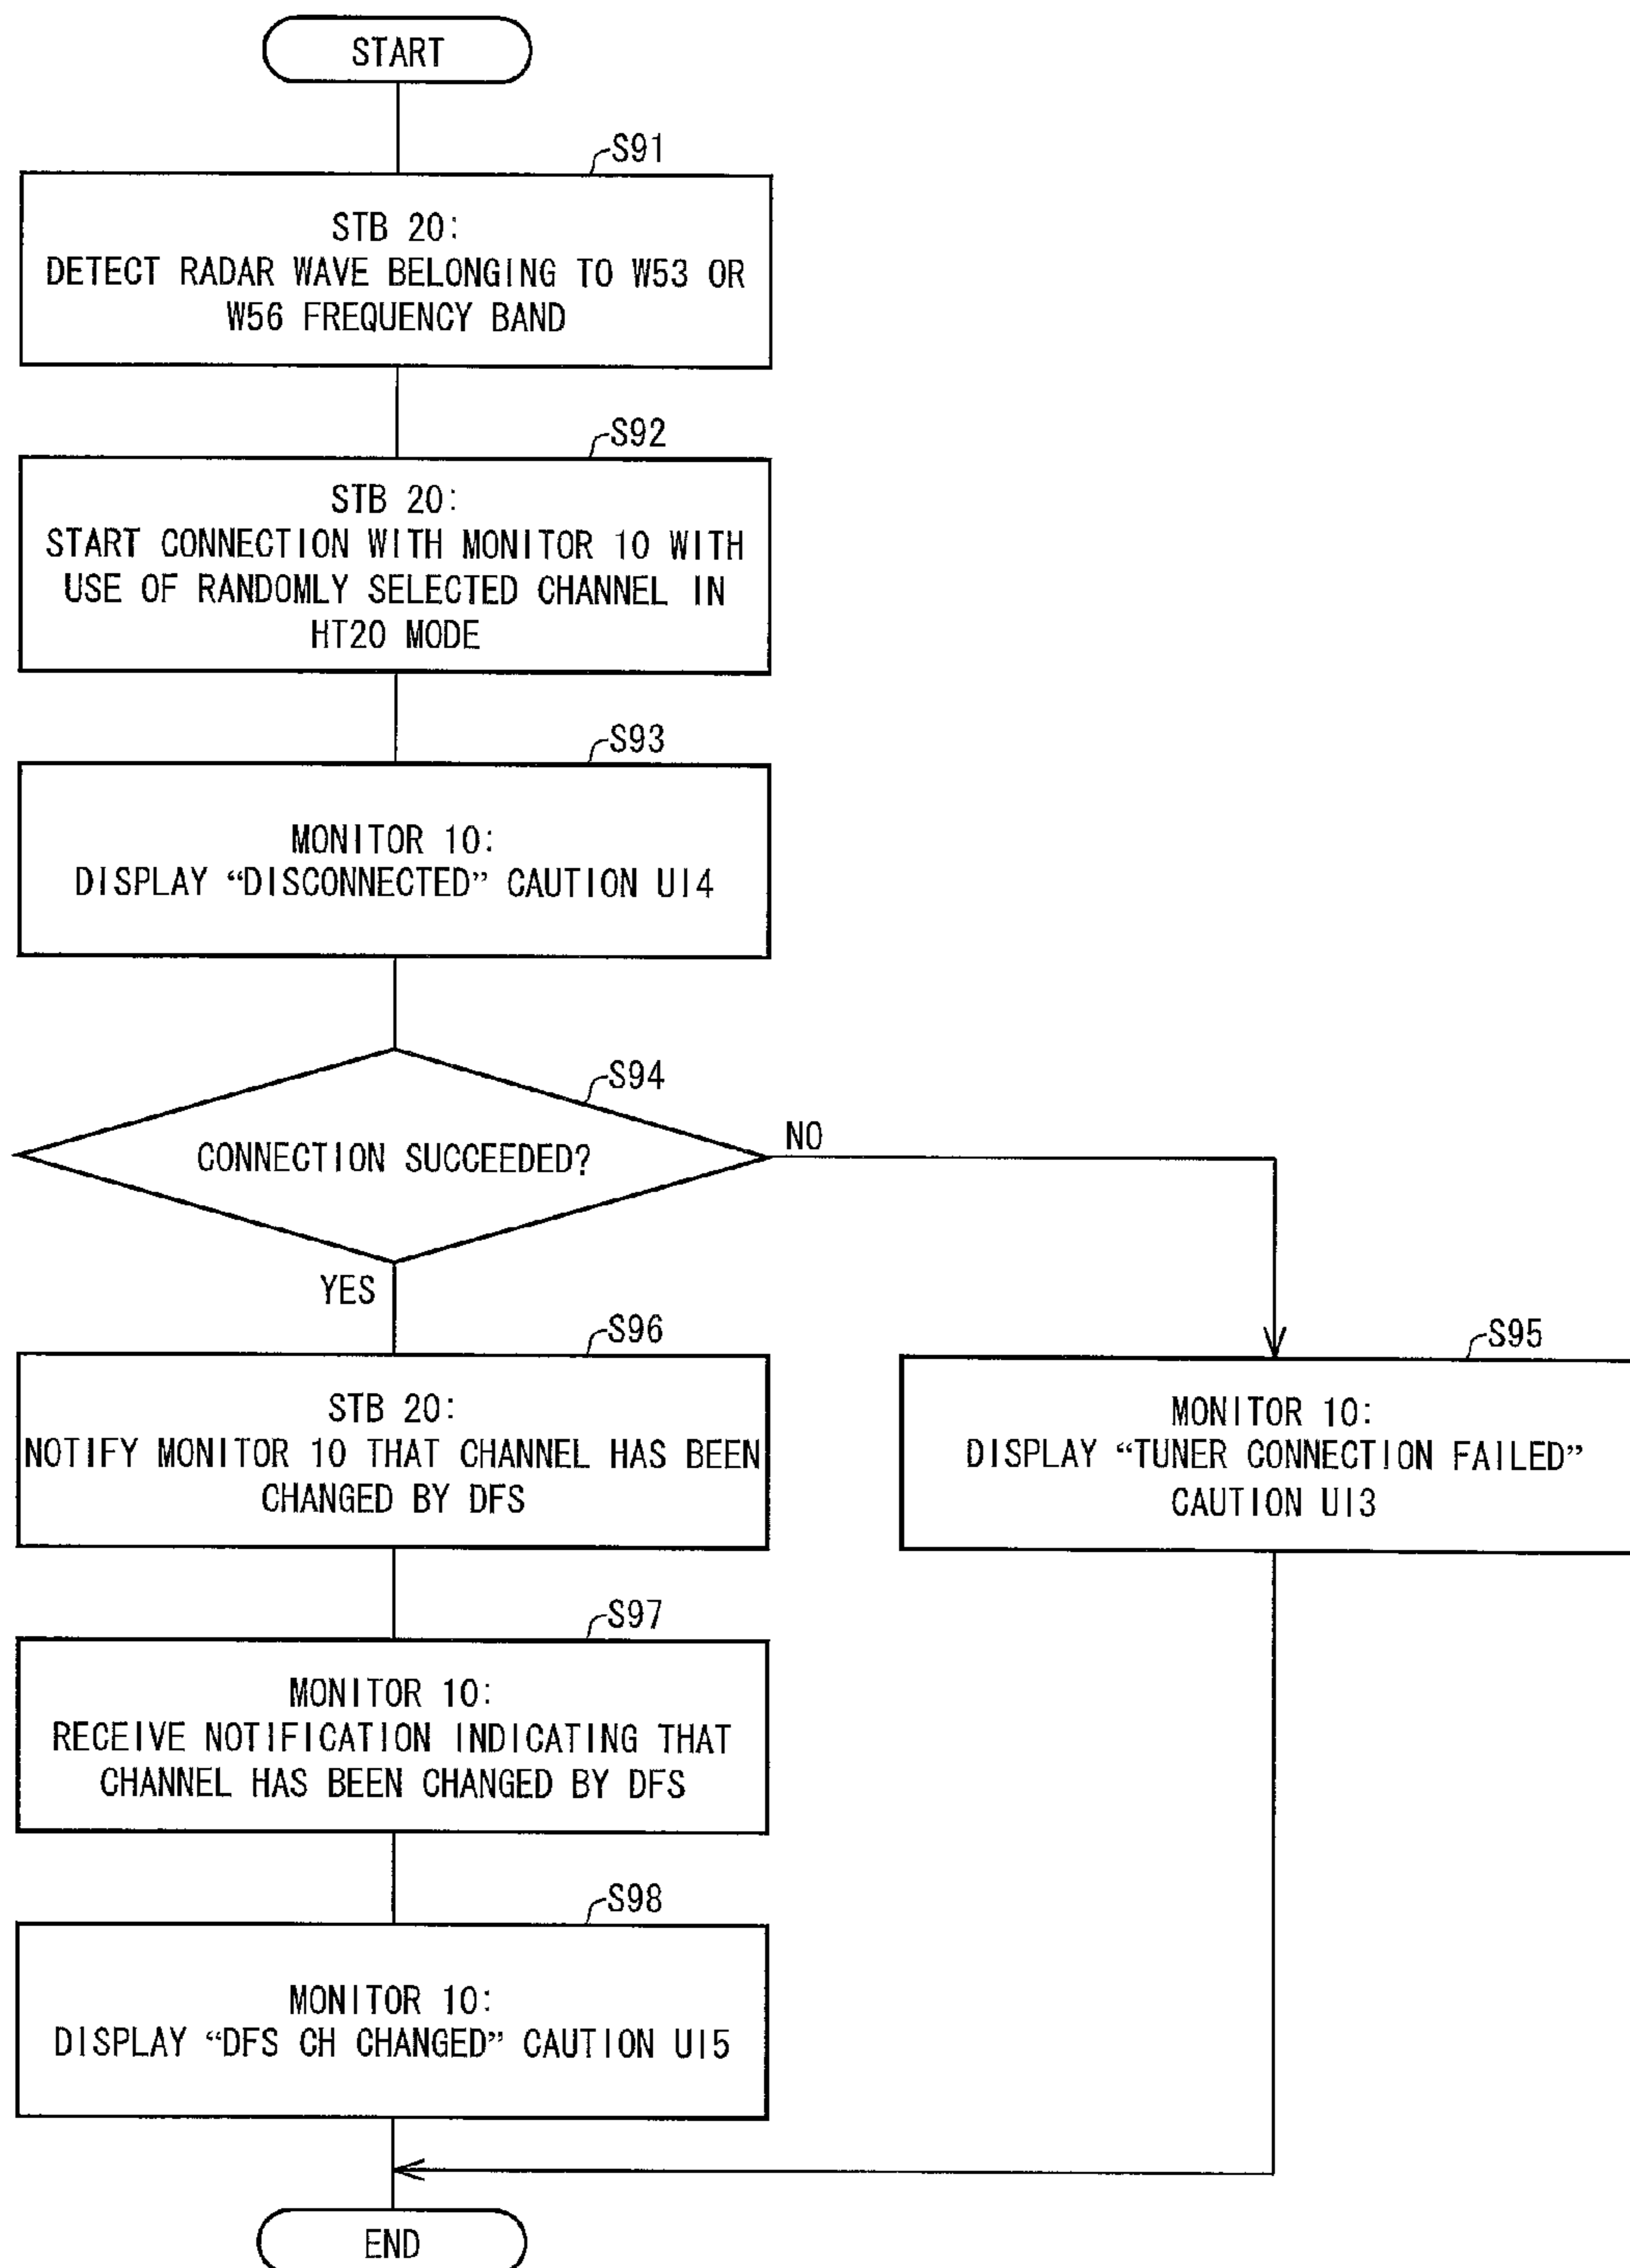 START
S91
STB 20:
DETECT RADAR WAVE BELONGING TO W53 OR
W56 FREQUENCY BAND
S92
STB 20:
START CONNECTION WITH MONITOR 10 WITH
USE OF RANDOMLY SELECTED CHANNEL IN
HT20 MODE
S93
MONITOR 10:
DISPLAY “DISCONNECTED” CAUTION UI4
S94
CONNECTION SUCCEEDED?
NO
YES
S96
STB 20:
NOTIFY MONITOR 10 THAT CHANNEL HAS BEEN
CHANGED BY DFS
S95
MONITOR 10:
DISPLAY “TUNER CONNECTION FAILED”
CAUTION UI3
S97
MONITOR 10:
RECEIVE NOTIFICATION INDICATING THAT
CHANNEL HAS BEEN CHANGED BY DFS
S98
MONITOR 10:
DISPLAY “DFS CH CHANGED” CAUTION UI5
END